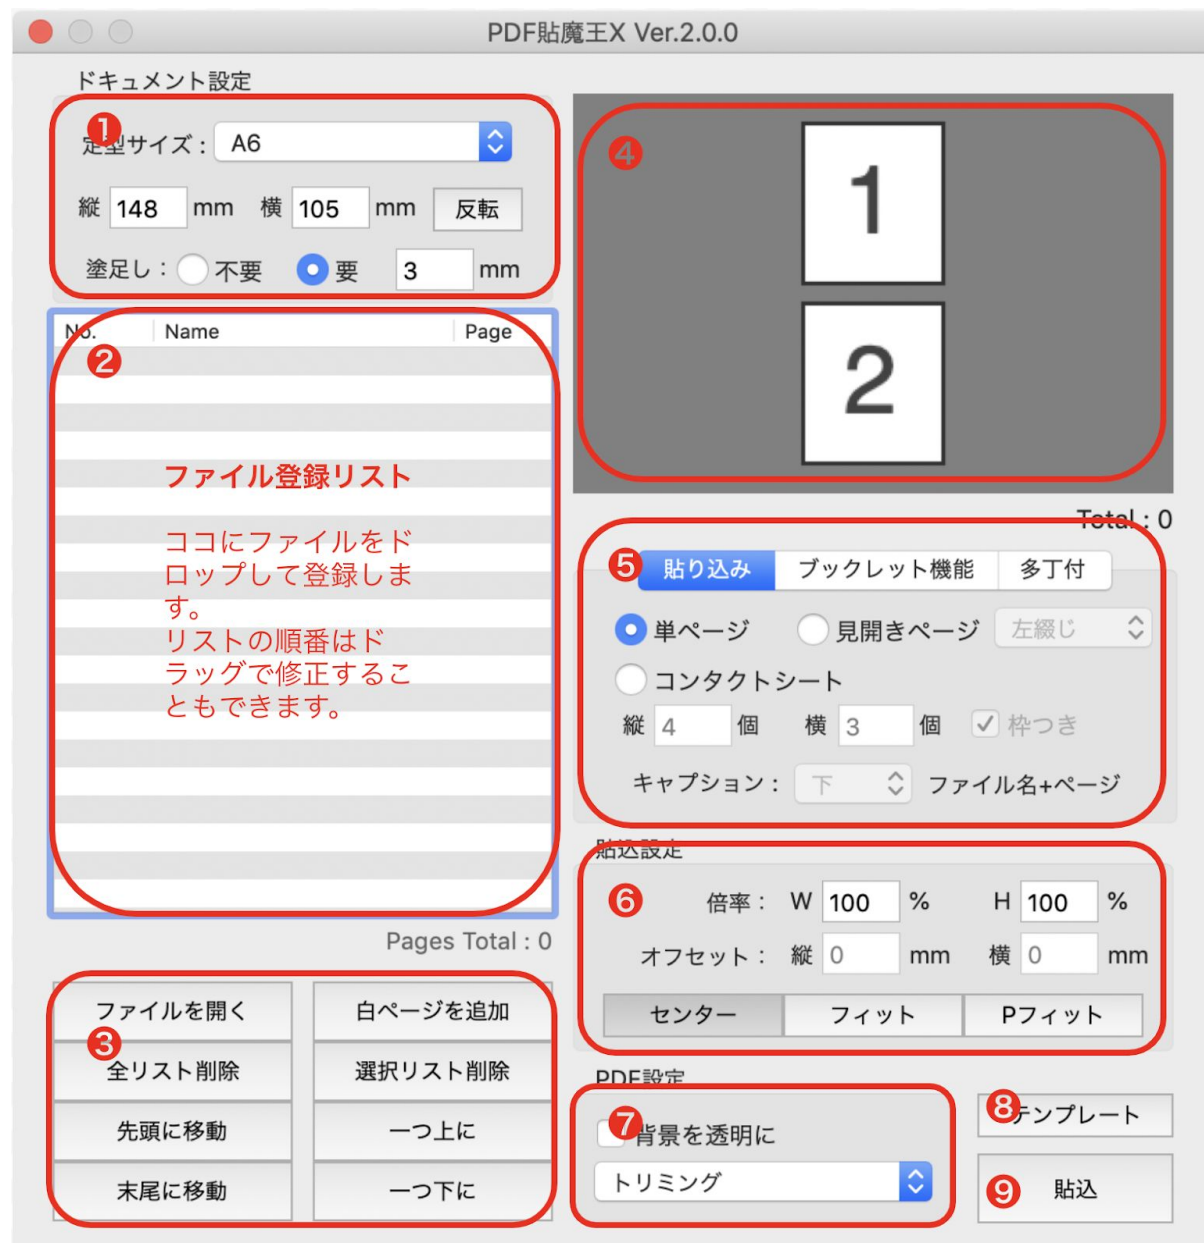 PDF貼魔王X Ver.2.0.0
ドキュメント設定
❶
定型サイズ： A6
縦 148 mm 横 105 mm 反転
塗足し： 不要 要 3 mm
No. Name Page
❷
ファイル登録リスト
ココにファイルをド
ロップして登録しま
す。
リストの順番はド
ラッグで修正するこ
ともできます。
Pages Total : 0
❸
ファイルを開く 白ページを追加
全リスト削除 選択リスト削除
先頭に移動 一つ上に
末尾に移動 一つ下に
❹
1
2
Total : 0
❺
貼り込み ブックレット機能 多丁付
単ページ 見開きページ 左綴じ
コンタクトシート
縦 4 個 横 3 個 枠つき
キャプション： 下 ファイル名+ページ
貼込設定
❻
倍率： W 100 % H 100 %
オフセット： 縦 0 mm 横 0 mm
センター フィット Pフィット
PDF設定
❼
背景を透明に
トリミング
❽
テンプレート
❾
貼込